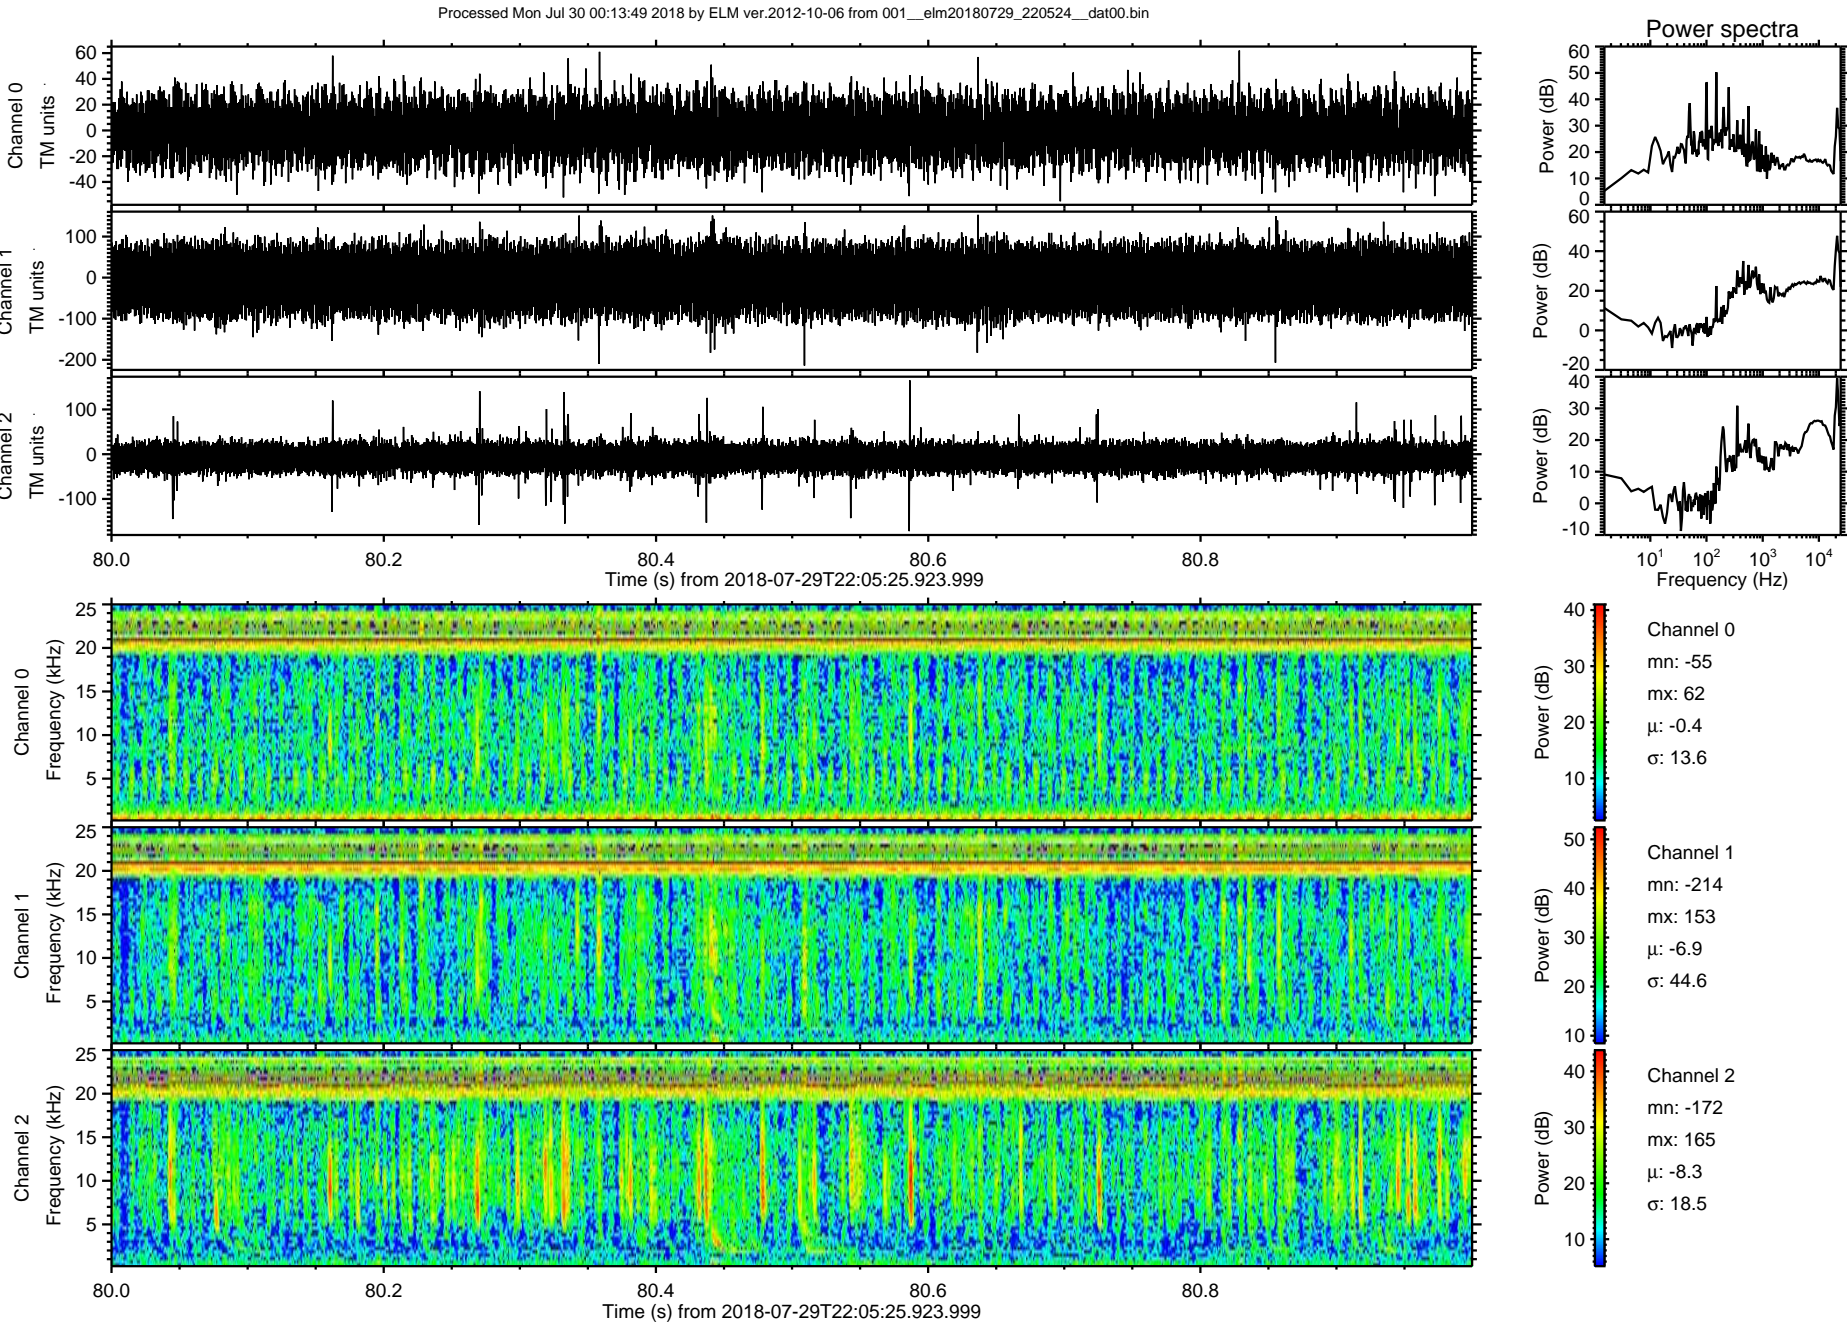 Processed Mon Jul 30 00:13:49 2018 by ELM ver.2012-10-06 from 001__elm20180729_220524__dat00.bin
Power spectra
Channel 0
TM units
60
40
20
0
-20
-40
Power (dB)
60
50
40
30
20
10
0
Channel 1
TM units
100
0
-100
-200
Power (dB)
60
40
20
0
-20
Channel 2
TM units
100
0
-100
Power (dB)
40
30
20
10
0
-10
80.0 80.2 80.4 80.6 80.8
Time (s) from 2018-07-29T22:05:25.923.999
10^1 10^2 10^3 10^4
Frequency (Hz)
Channel 0
Frequency (kHz)
25
20
15
10
5
Power (dB)
40
30
20
10
Channel 0
mn: -55
mx: 62
μ: -0.4
σ: 13.6
Channel 1
Frequency (kHz)
25
20
15
10
5
Power (dB)
50
40
30
20
10
Channel 1
mn: -214
mx: 153
μ: -6.9
σ: 44.6
Channel 2
Frequency (kHz)
25
20
15
10
5
Power (dB)
40
30
20
10
Channel 2
mn: -172
mx: 165
μ: -8.3
σ: 18.5
80.0 80.2 80.4 80.6 80.8
Time (s) from 2018-07-29T22:05:25.923.999